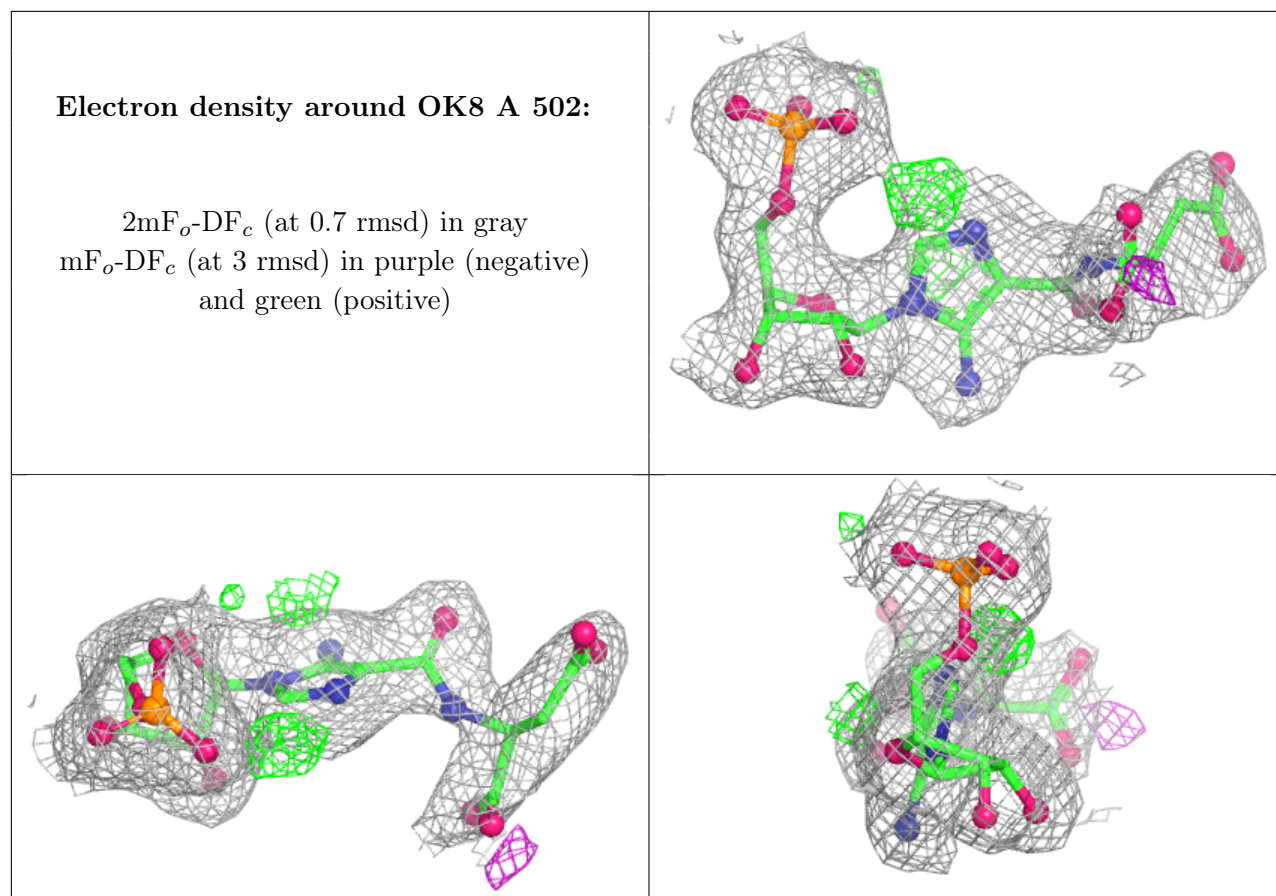 Electron density around OK8 A 502:
2mFo-DFc (at 0.7 rmsd) in gray
mFo-DFc (at 3 rmsd) in purple (negative)
and green (positive)